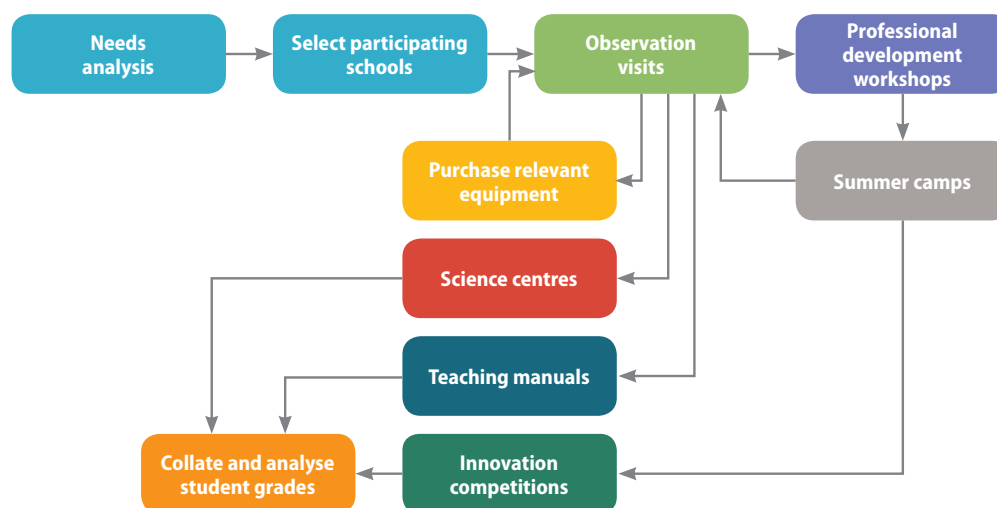 Needs
analysis
Select participating
schools
Observation
visits
Professional
development
workshops
Purchase relevant
equipment
Summer camps
Science centres
Teaching manuals
Collate and analyse
student grades
Innovation
competitions